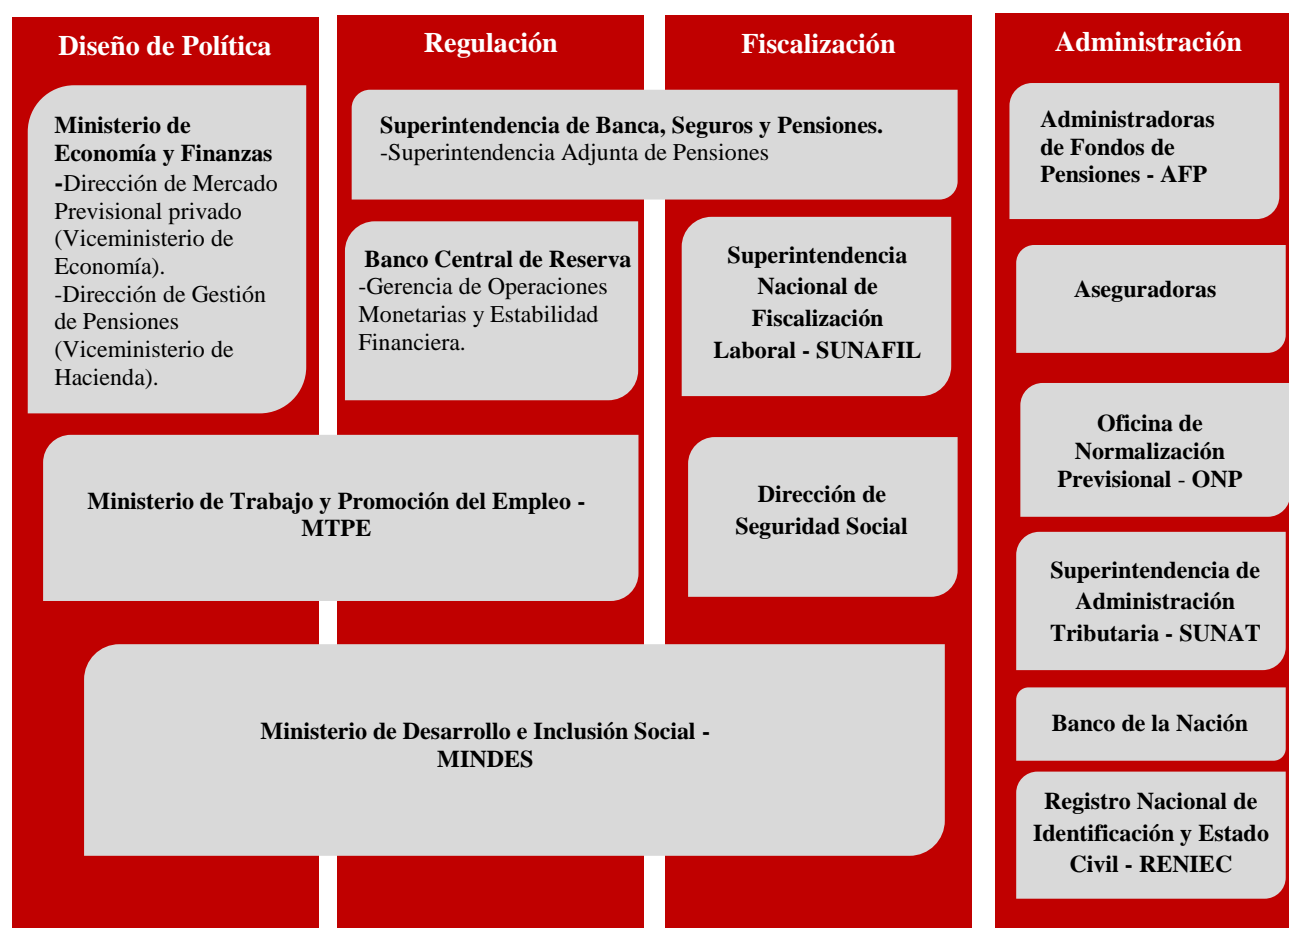 Diseño de Política
Ministerio de
Economía y Finanzas
-Dirección de Mercado
Previsional privado
(Viceministerio de
Economía).
-Dirección de Gestión
de Pensiones
(Viceministerio de
Hacienda).
Regulación
Fiscalización
Superintendencia de Banca, Seguros y Pensiones.
-Superintendencia Adjunta de Pensiones
Banco Central de Reserva
-Gerencia de Operaciones
Monetarias y Estabilidad
Financiera.
Superintendencia
Nacional de
Fiscalización
Laboral - SUNAFIL
Ministerio de Trabajo y Promoción del Empleo -
MTPE
Dirección de
Seguridad Social
Ministerio de Desarrollo e Inclusión Social -
MINDES
Administración
Administradoras
de Fondos de
Pensiones - AFP
Aseguradoras
Oficina de
Normalización
Previsional - ONP
Superintendencia de
Administración
Tributaria - SUNAT
Banco de la Nación
Registro Nacional de
Identificación y Estado
Civil - RENIEC